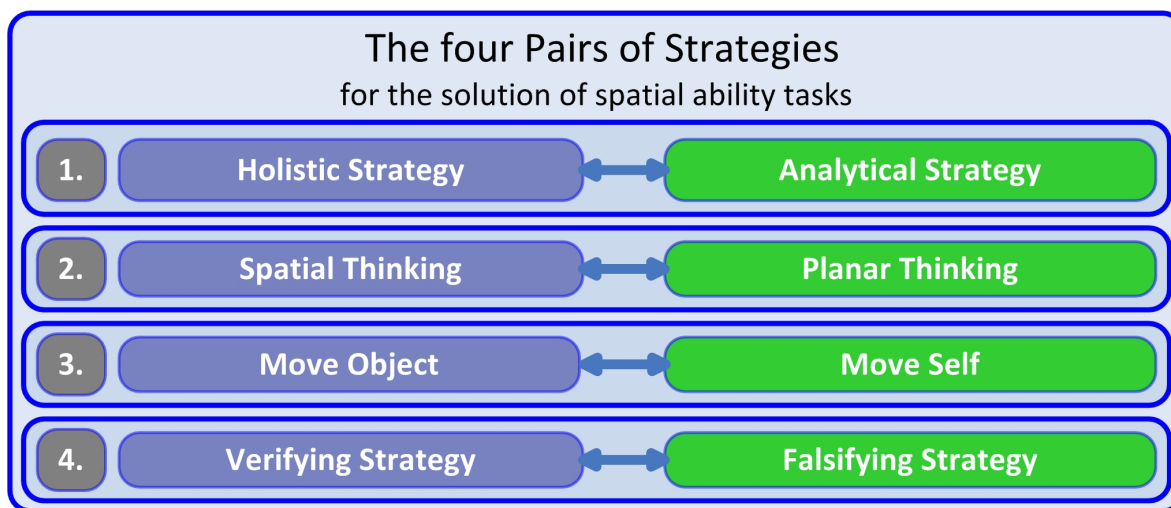 The four Pairs of Strategies
for the solution of spatial ability tasks
1. Holistic Strategy Analytical Strategy
2. Spatial Thinking Planar Thinking
3. Move Object Move Self
4. Verifying Strategy Falsifying Strategy